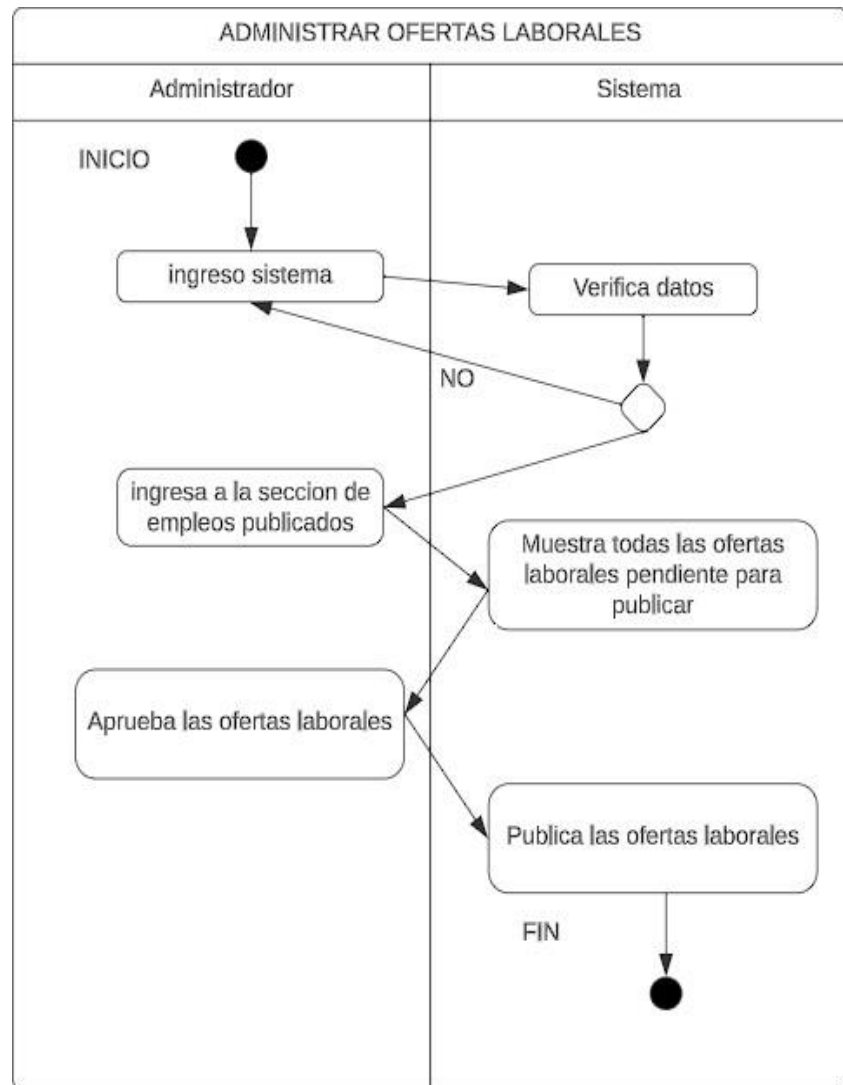 ADMINISTRAR OFERTAS LABORALES
Administrador
Sistema
INICIO
ingreso sistema
Verifica datos
NO
ingresa a la seccion de
empleos publicados
Muestra todas las ofertas
laborales pendiente para
publicar
Aprueba las ofertas laborales
Publica las ofertas laborales
FIN